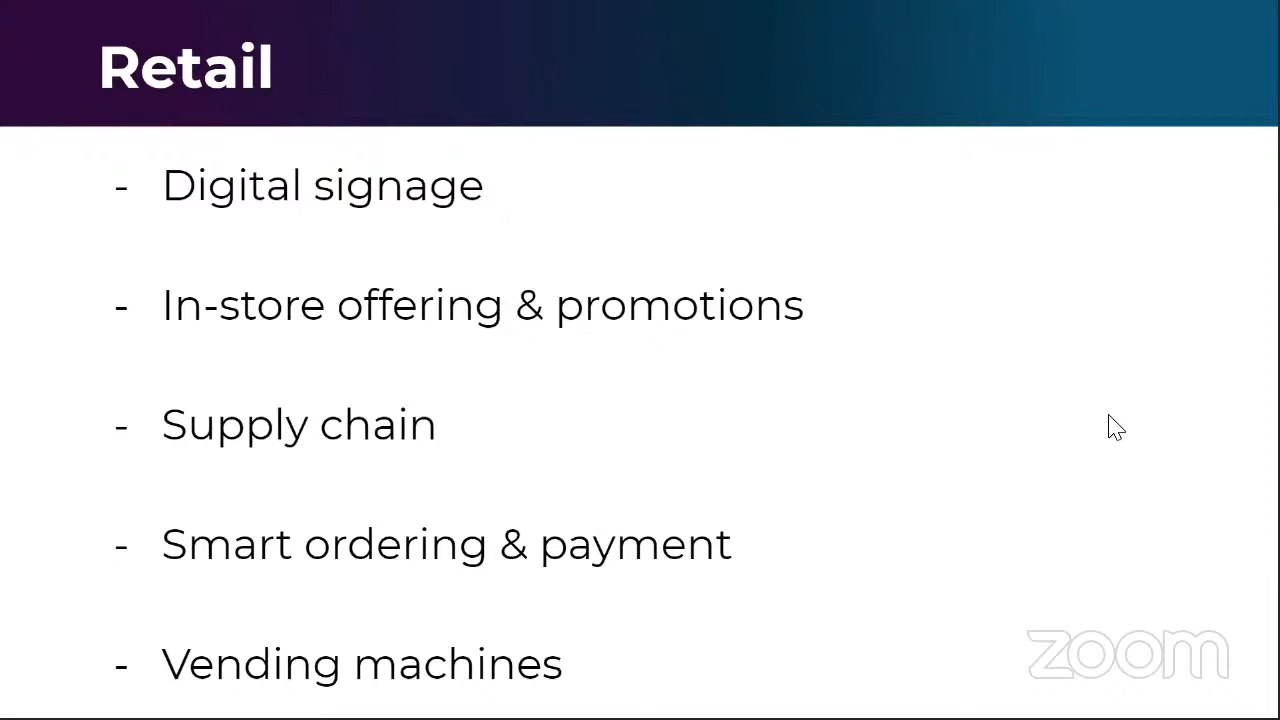 Retail
- Digital signage
- In-store offering & promotions
- Supply chain
- Smart ordering & payment
- Vending machines
zoom